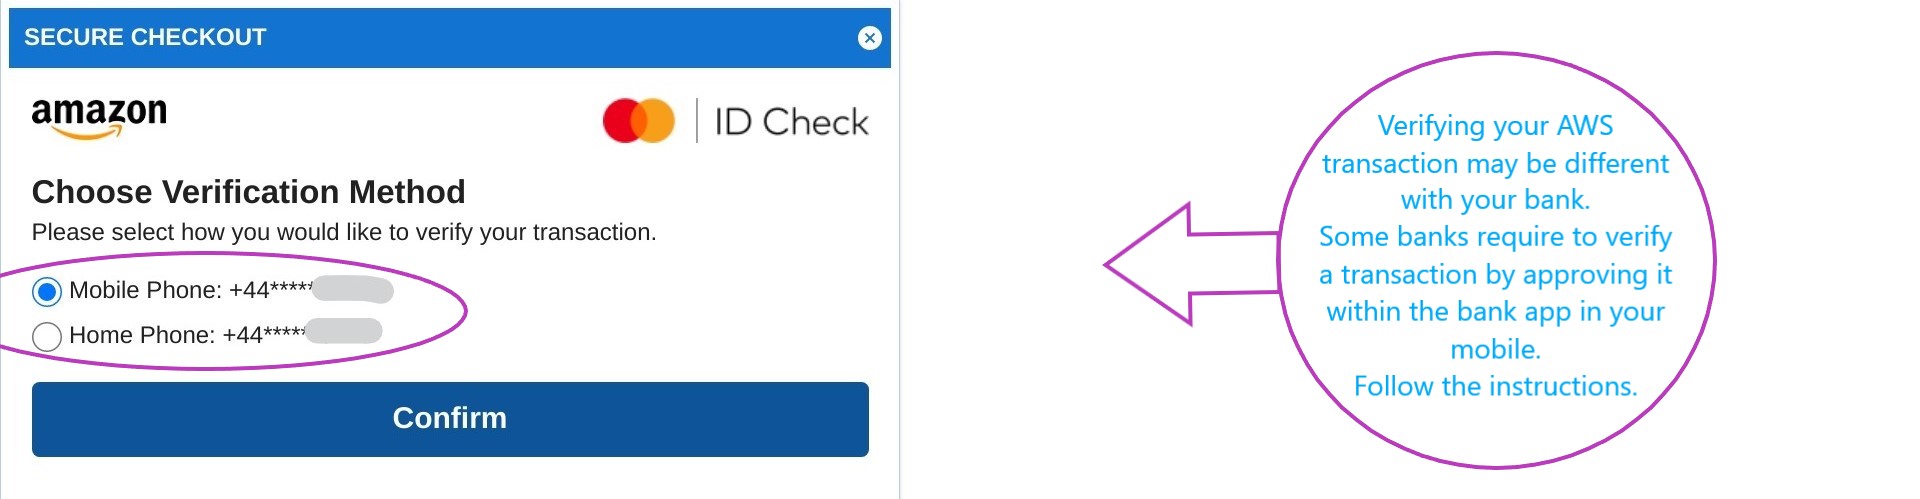 SECURE CHECKOUT
amazon
ID Check
Choose Verification Method
Please select how you would like to verify your transaction.
Mobile Phone: +44*****
Home Phone: +44*****
Confirm
Verifying your AWS
transaction may be different
with your bank.
Some banks require to verify
a transaction by approving it
within the bank app in your
mobile.
Follow the instructions.